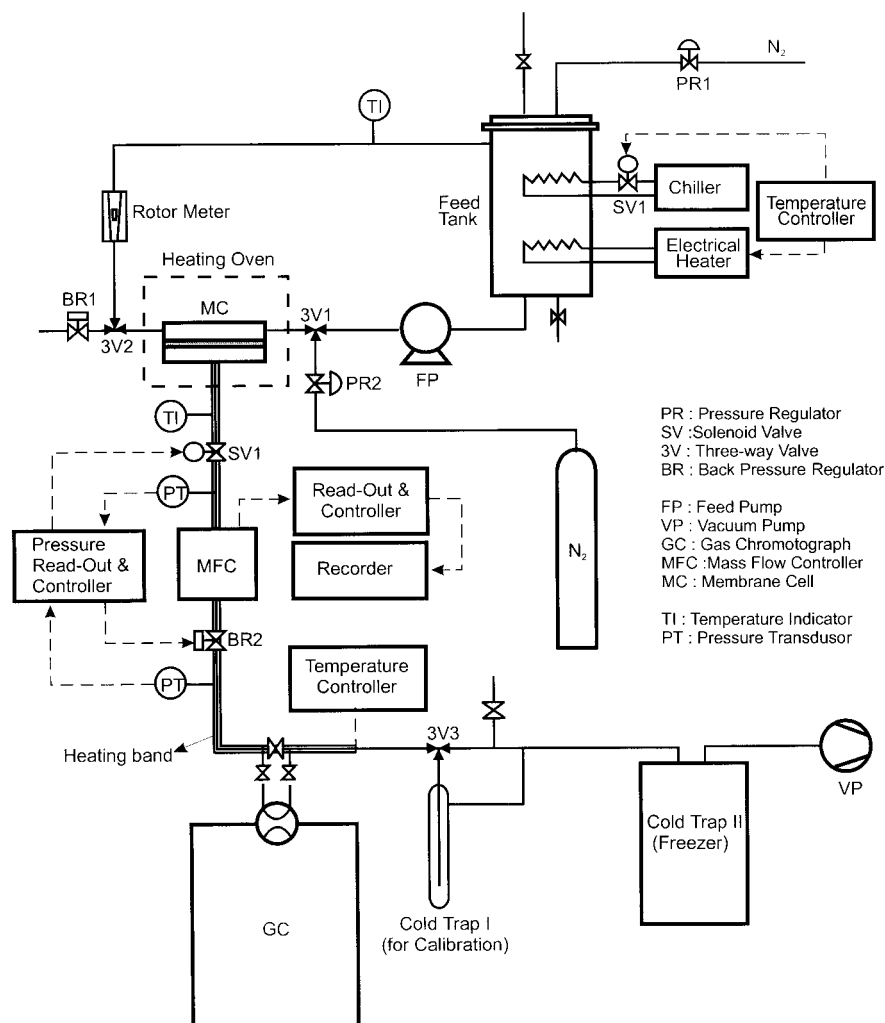 N2
PR1
TI
Rotor Meter
Feed
Tank
SV1
Chiller
Temperature
Controller
Electrical
Heater
Heating Oven
BR1
MC
3V1
3V2
FP
PR2
TI
SV1
PT
Read-Out &
Controller
Pressure
Read-Out &
Controller
MFC
Recorder
N2
BR2
PT
Temperature
Controller
Heating band
3V3
VP
Cold Trap II
(Freezer)
GC
Cold Trap I
(for Calibration)
PR : Pressure Regulator
SV :Solenoid Valve
3V : Three-way Valve
BR : Back Pressure Regulator
FP : Feed Pump
VP : Vacuum Pump
GC : Gas Chromotograph
MFC :Mass Flow Controller
MC : Membrane Cell
TI : Temperature Indicator
PT : Pressure Transdusor